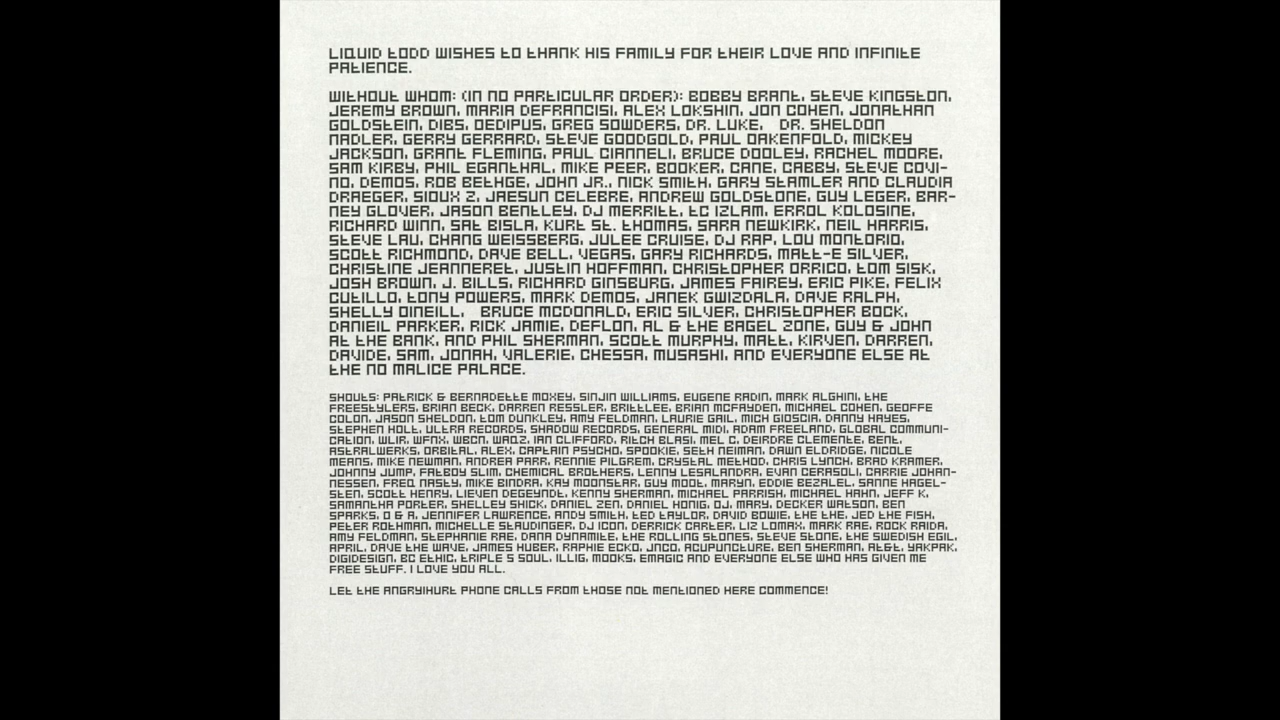 LIQUID TODD WISHES TO THANK HIS FAMILY FOR THEIR LOVE AND INFINITE
PATIENCE.
WITHOUT WHOM: (IN NO PARTICULAR ORDER): BOBBY BRANT, STEVE KINGSTON,
JEREMY BROWN, MARIA DEFRANCISI, ALEX LOKSHIN, JON COHEN, JONATHAN
GOLDSTEIN, DIBS, OEDIPUS, GREG SOWDERS, DR. LUKE, DR. SHELDON
NADLER, GERRY GERRARD, STEVE GOODGOLD, PAUL OAKENFOLD, MICKEY
JACKSON, GRANT FLEMING, PAUL CIANNELI, BRUCE DOOLEY, RACHEL MOORE,
SAM KIRBY, PHIL EGANTHAL, MIKE PEER, BOOKER, CANE, CABBY, STEVE COVI-
NO, DEMOS, ROB BETHGE, JOHN JR., NICK SMITH, GARY STAMLER AND CLAUDIA
DRAEGER, SIOUX Z, JAESUN CELEBRE, ANDREW GOLDSTONE, GUY LEGER, BAR-
NEY GLOVER, JASON BENTLEY, DJ MERRITT, TC IZLAM, ERROL KOLOSINE,
RICHARD WINN, SAT BISLA, KURT ST. THOMAS, SARA NEWKIRK, NEIL HARRIS,
STEVE LAU, CHANG WEISSBERG, JULEE CRUISE, DJ RAP, LOU MONTORIO,
SCOTT RICHMOND, DAVE BELL, VEGAS, GARY RICHARDS, MATT-E SILVER,
CHRISTINE JEANNERET, JUSTIN HOFFMAN, CHRISTOPHER ORRICO, TOM SISK,
JOSH BROWN, J. BILLS, RICHARD GINSBURG, JAMES FAIREY, ERIC PIKE, FELIX
CUTILLO, TONY POWERS, MARK DEMOS, JANEK GWIZDALA, DAVE RALPH,
SHELLY OINEILL, BRUCE MCDONALD, ERIC SILVER, CHRISTOPHER BOCK,
DANIEIL PARKER, RICK JAMIE, DEFLON, AL & THE BAGEL ZONE, GUY & JOHN
AT THE BANK, AND PHIL SHERMAN, SCOTT MURPHY, MATT, KIRVEN, DARREN,
DAVIDE, SAM, JONAH, VALERIE, CHESSA, MUSASHI, AND EVERYONE ELSE AT
THE NO MALICE PALACE.
SHOUTS: PATRICK & BERNADETTE MOXEY, SINJIN WILLIAMS, EUGENE RADIN, MARK ALGHINI, THE
FREESTYLERS, BRIAN BECK, DARREN RESSLER, BRITTLEE, BRIAN MCFAYDEN, MICHAEL COHEN, GEOFFE
COLON, JASON SHELDON, TOM DUNKLEY, AMY FELDMAN, LAURIE GAIL, MICH GIOSCIA, DANNY HAYES,
STEPHEN HOLT, ULTRA RECORDS, SHADOW RECORDS, GENERAL MIDI, ADAM FREELAND, GLOBAL COMMUNI-
CATION, WLIR, WFNX, WBCN, WAQZ, IAN CLIFFORD, RITCH BLASI, MEL C, DEIRDRE CLEMENTE, BENT,
ASTRALWERKS, ORBITAL, ALEX, CAPTAIN PSYCHO, SPOOKIE, SETH NEIMAN, DAWN ELDRIDGE, NICOLE
MEANS, MIKE NEWMAN, ANDREA PARR, RENNIE PILGREM, CRYSTAL METHOD, CHRIS LYNCH, BRAD KRAMER,
JOHNNY JUMP, FATBOY SLIM, CHEMICAL BROTHERS, LENNY LESALANDRA, EVAN CERASOLI, CARRIE JOHAN-
NESSEN, FREQ NASTY, MIKE BINDRA, KAY MOONSTAR, GUY MOOT, MARYN, EDDIE BEZALEL, SANNE HAGEL-
STEN, SCOTT HENRY, LIEVEN DEGEYNDT, KENNY SHERMAN, MICHAEL PARRISH, MICHAEL HAHN, JEFF K,
SAMANTHA PORTER, SHELLEY SHICK, DANIEL ZEN, DANIEL HONIG, OJ, MARY, DECKER WATSON, BEN
SPARKS, Q & A, JENNIFER LAWRENCE, ANDY SMITH, TED TAYLOR, DAVID BOWIE, THE THE, JED THE FISH,
PETER ROTHMAN, MICHELLE STAUDINGER, DJ ICON, DERRICK CARTER, LIZ LOMAX, MARK RAE, ROCK RAIDA,
AMY FELDMAN, STEPHANIE RAE, DANA DYNAMITE, THE ROLLING STONES, STEVE STONE, THE SWEDISH EGIL,
APRIL, DAVE THE WAVE, JAMES HUBER, RAPHIE ECKO, JNCO, ACUPUNCTURE, BEN SHERMAN, AT&T, YAKPAK,
DIGIDESIGN, BC ETHIC, TRIPLE 5 SOUL, ILLIG, MOOKS, EMAGIC AND EVERYONE ELSE WHO HAS GIVEN ME
FREE STUFF. I LOVE YOU ALL.
LET THE ANGRYIHURT PHONE CALLS FROM THOSE NOT MENTIONED HERE COMMENCE!